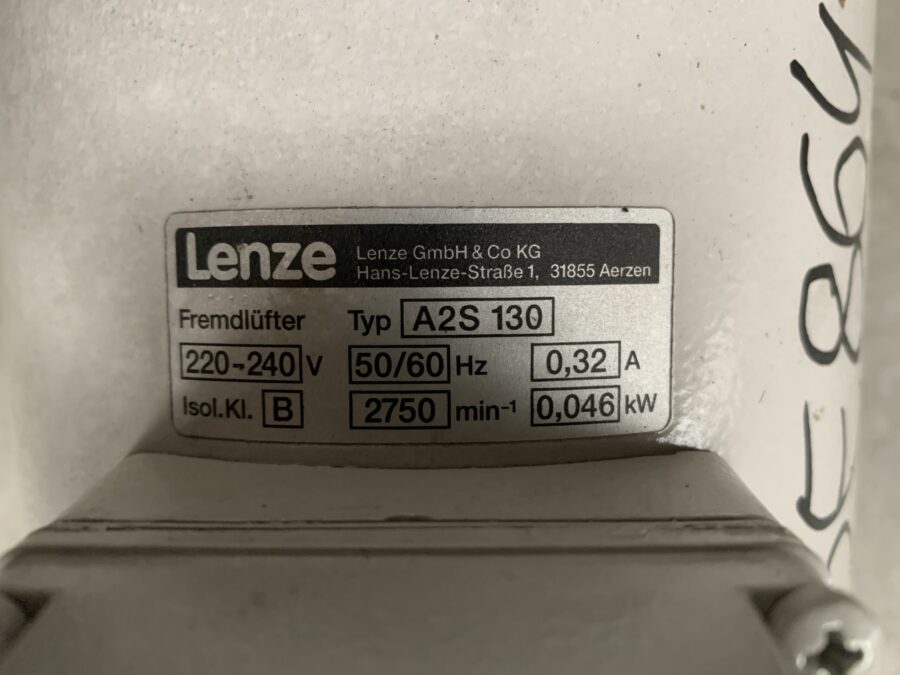 Lenze
Lenze GmbH & Co KG
Hans-Lenze-Straße 1, 31855 Aerzen
Fremdlüfter Typ A2S 130
220-240 V 50/60 Hz 0,32 A
Isol.Kl. B 2750 min-1 0,046 kW